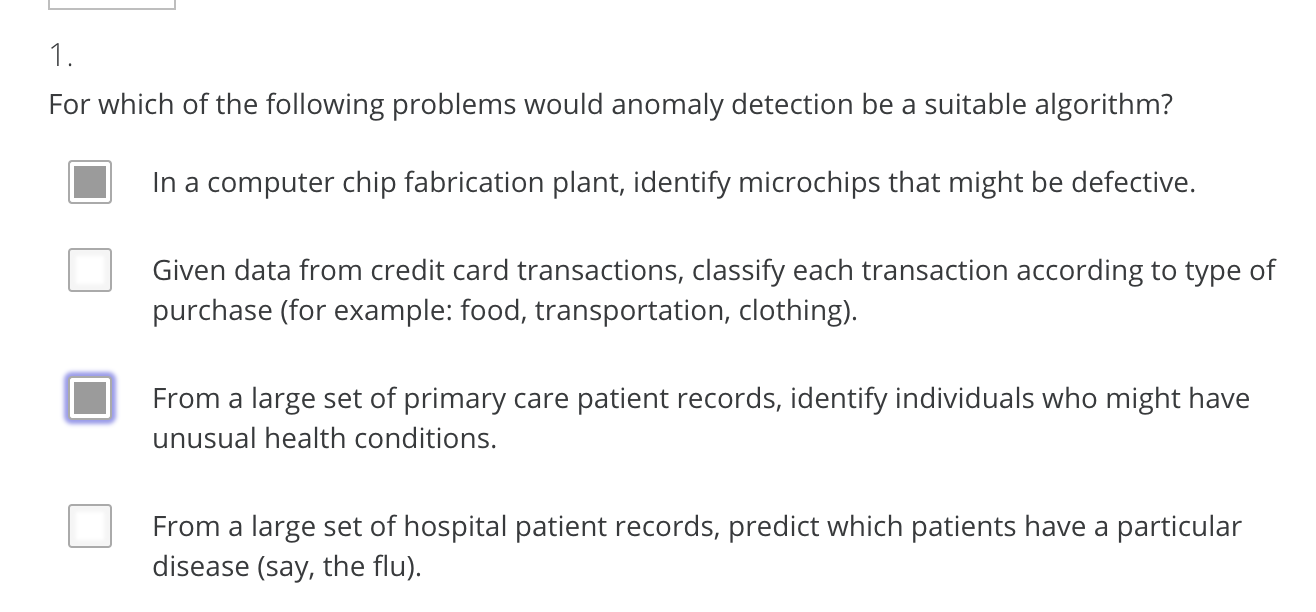 1.
For which of the following problems would anomaly detection be a suitable algorithm?
In a computer chip fabrication plant, identify microchips that might be defective.
Given data from credit card transactions, classify each transaction according to type of
purchase (for example: food, transportation, clothing).
From a large set of primary care patient records, identify individuals who might have
unusual health conditions.
From a large set of hospital patient records, predict which patients have a particular
disease (say, the flu).